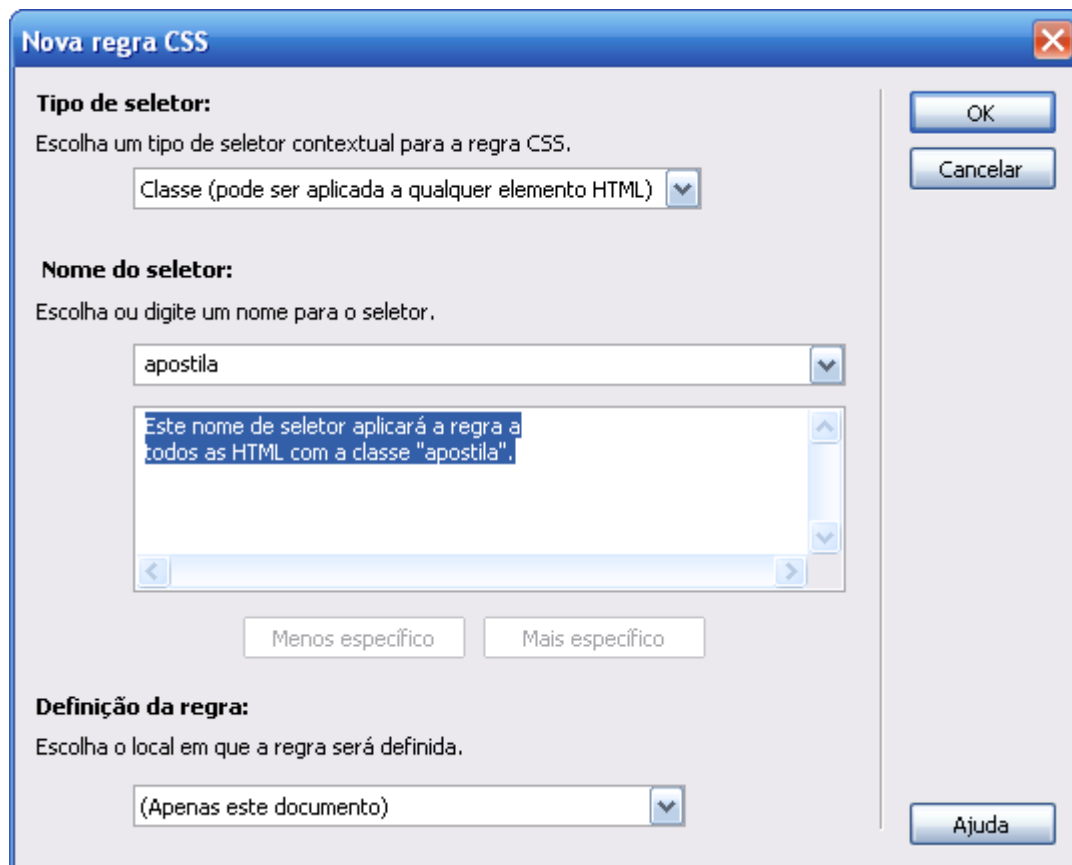 Nova regra CSS
Tipo de seletor:
OK
Escolha um tipo de seletor contextual para a regra CSS.
Cancelar
Classe (pode ser aplicada a qualquer elemento HTML)
Nome do seletor:
Escolha ou digite um nome para o seletor.
apostila
Este nome de seletor aplicará a regra a
todos as HTML com a classe "apostila".
Menos específico
Mais específico
Definição da regra:
Escolha o local em que a regra será definida.
(Apenas este documento)
Ajuda